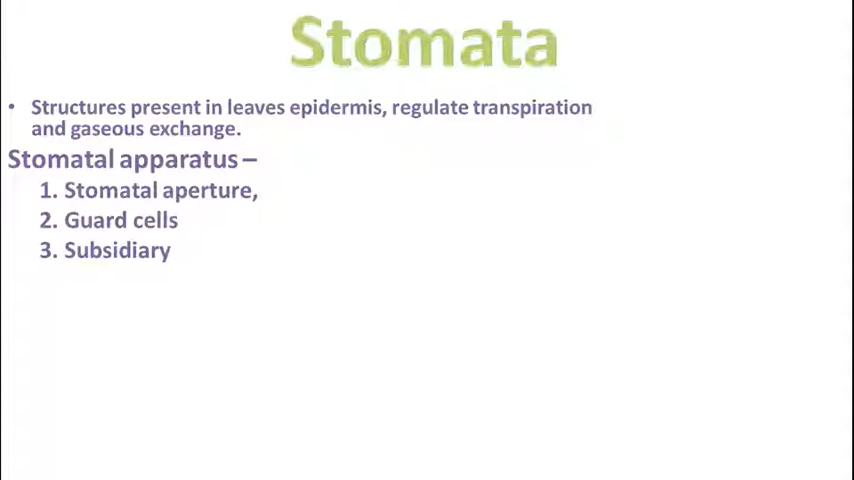 Stomata
• Structures present in leaves epidermis, regulate transpiration
and gaseous exchange.
Stomatal apparatus –
1. Stomatal aperture,
2. Guard cells
3. Subsidiary